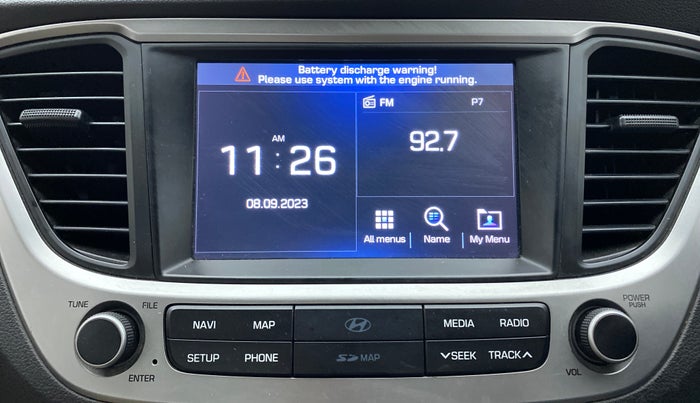 Battery discharge warning!
Please use system with the engine running.
FM P7
AM
11:26
92.7
08.09.2023
All menus Name My Menu
TUNE FILE
ENTER
NAVI MAP
SETUP PHONE
SD MAP
MEDIA RADIO
SEEK TRACK
POWER
PUSH
VOL